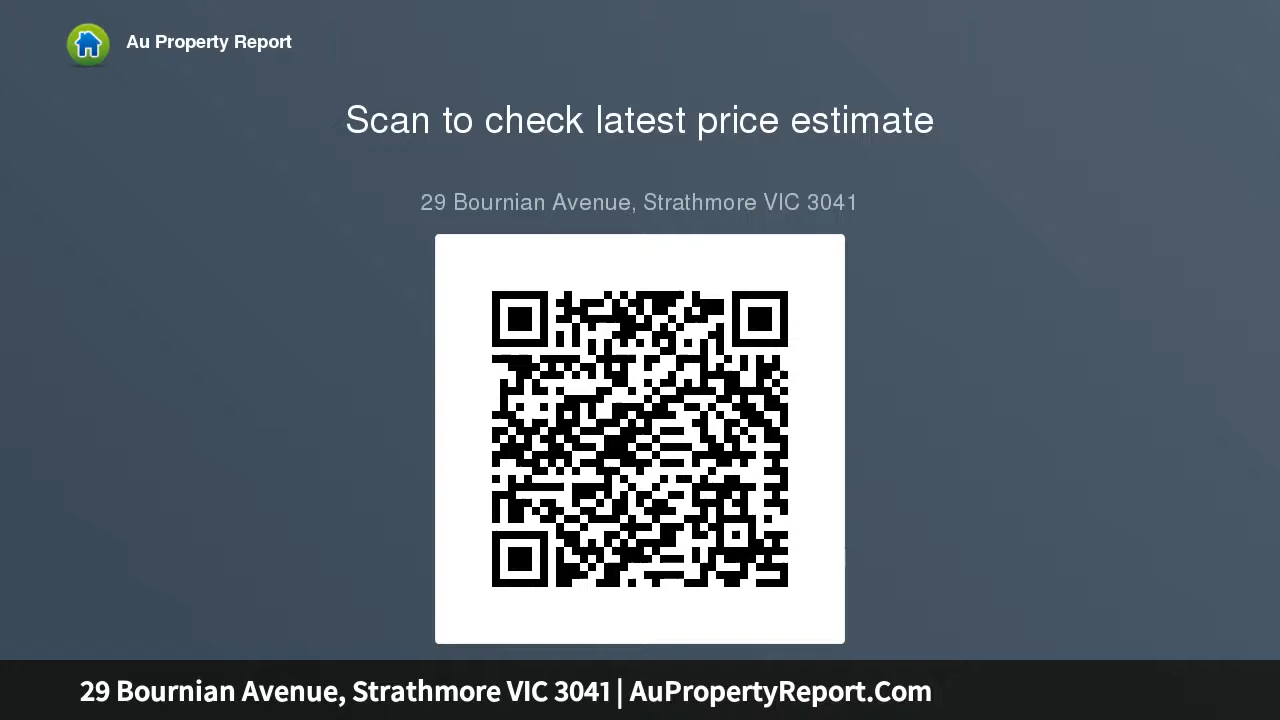 Au Property Report
Scan to check latest price estimate
29 Bournian Avenue, Strathmore VIC 3041
29 Bournian Avenue, Strathmore VIC 3041 | AuPropertyReport.Com